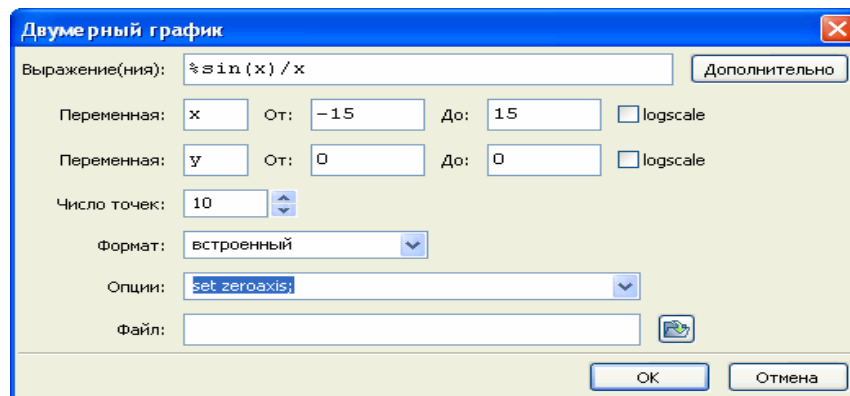 Двумерный график
Выражение(ния): %sin(x)/x Дополнительно
Переменная: x От: -15 До: 15 logscale
Переменная: y От: 0 До: 0 logscale
Число точек: 10
Формат: встроенный
Опции: set zeroaxis;
Файл:
OK Отмена